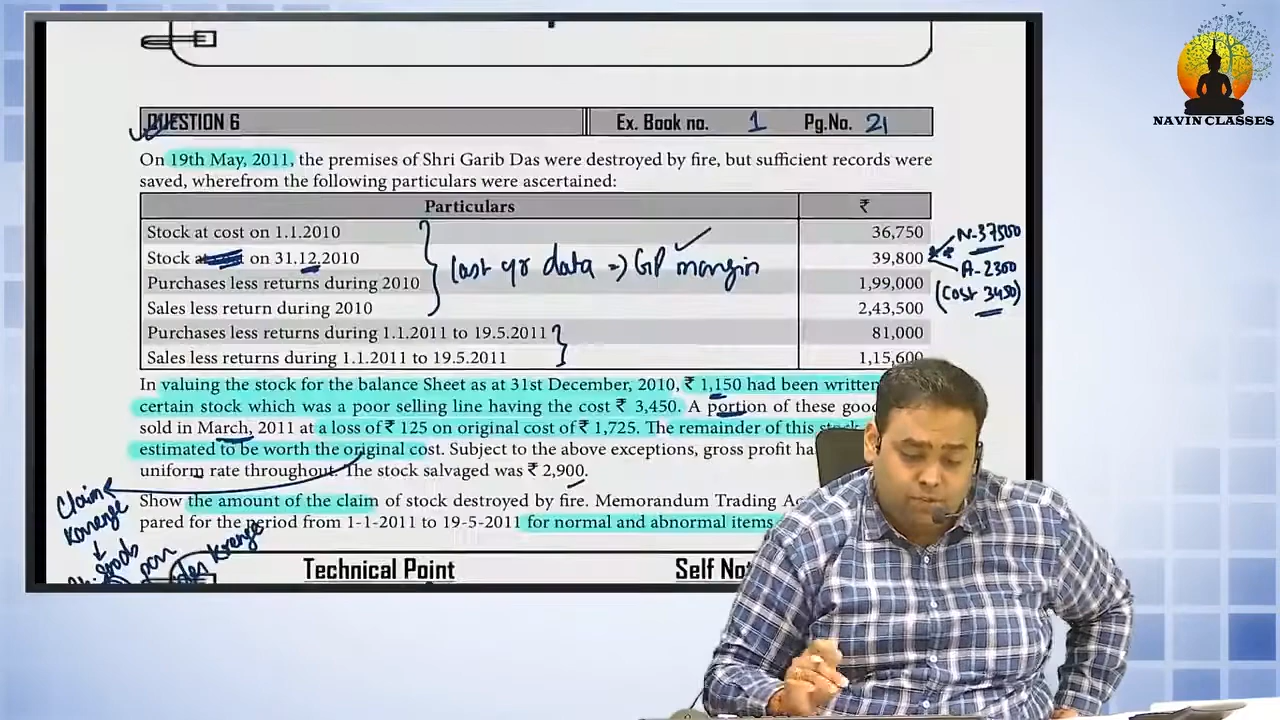 NAVIN CLASSES
QUESTION 6 Ex. Book no. 1 Pg.No. 21
On 19th May, 2011, the premises of Shri Garib Das were destroyed by fire, but sufficient records were
saved, wherefrom the following particulars were ascertained:
Particulars ₹
Stock at cost on 1.1.2010 36,750
Stock on 31.12.2010 39,800
Purchases less returns during 2010 1,99,000
Sales less return during 2010 2,43,500
Purchases less returns during 1.1.2011 to 19.5.2011 81,000
Sales less returns during 1.1.2011 to 19.5.2011 1,15,600
last yr data => GP margin
N-37500
A-2300
(Cost 3450)
In valuing the stock for the balance Sheet as at 31st December, 2010, ₹ 1,150 had been written
certain stock which was a poor selling line having the cost ₹ 3,450. A portion of these
sold in March, 2011 at a loss of ₹ 125 on original cost of ₹ 1,725. The remainder of this
estimated to be worth the original cost. Subject to the above exceptions, gross profit
uniform rate throughout. The stock salvaged was ₹ 2,900.
Show the amount of the claim of stock destroyed by fire. Memorandum Trading
pared for the period from 1-1-2011 to 19-5-2011 for normal and abnormal items
Claim
goods
Technical Point Self